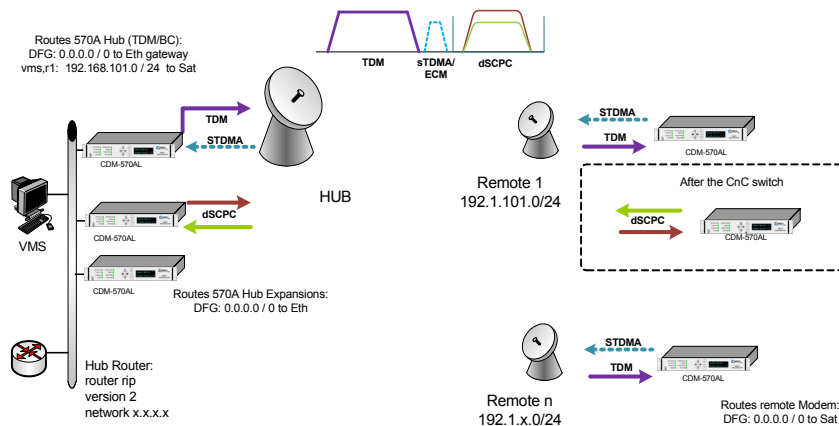 Routes 570A Hub (TDM/BC):
DFG: 0.0.0.0 / 0 to Eth gateway
vms,r1: 192.168.101.0 / 24 to Sat
TDM
sTDMA/
ECM
dSCPC
TDM
STDMA
CDM-570AL
HUB
VMS
dSCPC
CDM-570AL
CDM-570AL
Routes 570A Hub Expansions:
DFG: 0.0.0.0 / 0 to Eth
Hub Router:
router rip
version 2
network x.x.x.x
STDMA
TDM
CDM-570AL
Remote 1
192.1.101.0/24
After the CnC switch
dSCPC
CDM-570AL
STDMA
TDM
CDM-570AL
Remote n
192.1.x.0/24
Routes remote Modem:
DFG: 0.0.0.0 / 0 to Sat